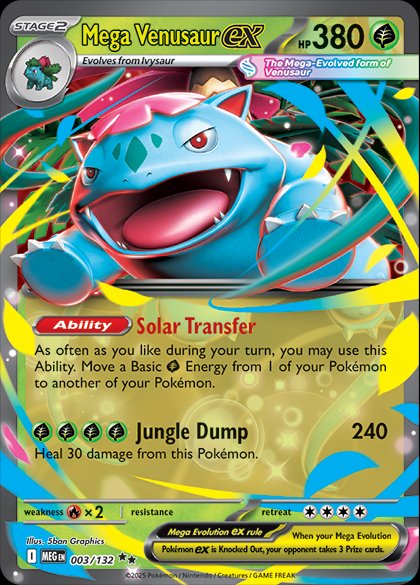 STAGE 2 Mega Venusaur ex HP 380
Evolves from Ivysaur
The Mega-Evolved form of
Venusaur
Ability Solar Transfer
As often as you like during your turn, you may use this
Ability. Move a Basic Energy from 1 of your Pokémon
to another of your Pokémon.
Jungle Dump 240
Heal 30 damage from this Pokémon.
weakness ×2 resistance retreat
Illus. 5ban Graphics
I MEG EN 003/132 ★★
Mega Evolution ex rule When your Mega Evolution
Pokémon ex is Knocked Out, your opponent takes 3 Prize cards.
©2025 Pokémon / Nintendo / Creatures / GAME FREAK